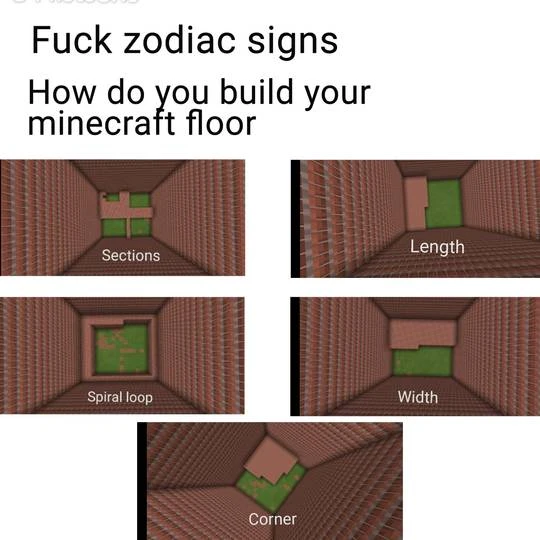 Fuck zodiac signs
How do you build your
minecraft floor
Sections
Length
Spiral loop
Width
Corner